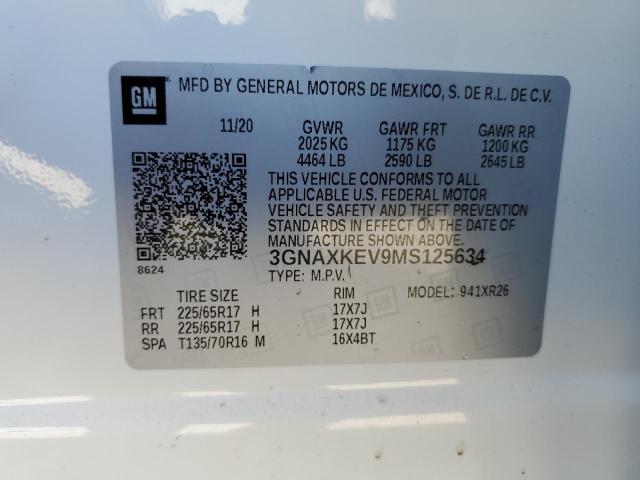 GM
MFD BY GENERAL MOTORS DE MEXICO, S. DE R.L. DE C.V.
11/20 GVWR GAWR FRT GAWR RR
2025 KG 1175 KG 1200 KG
4464 LB 2590 LB 2645 LB
THIS VEHICLE CONFORMS TO ALL
APPLICABLE U.S. FEDERAL MOTOR
VEHICLE SAFETY AND THEFT PREVENTION
STANDARDS IN EFFECT ON THE DATE OF
MANUFACTURE SHOWN ABOVE.
8624
3GNAXKEV9MS125634
TYPE: M.P.V. MODEL: 941XR26
TIRE SIZE RIM
FRT 225/65R17 H 17X7J
RR 225/65R17 H 17X7J
SPA T135/70R16 M 16X4BT